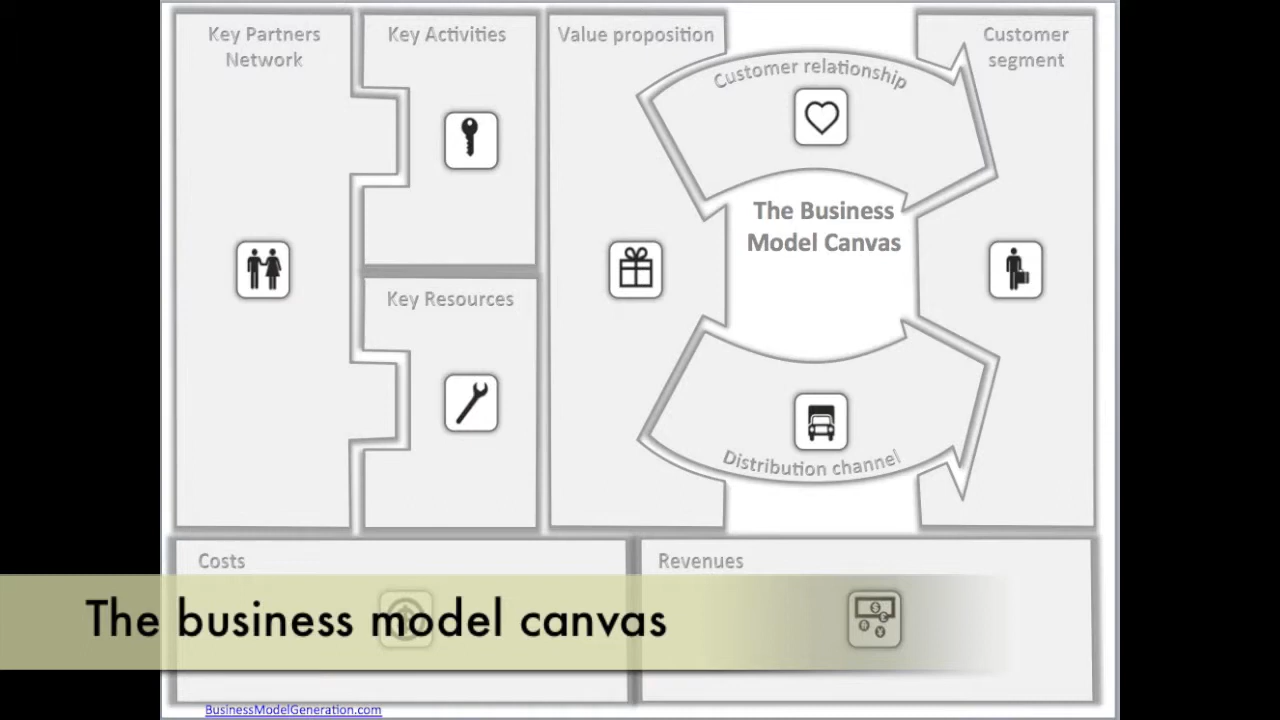 Key Partners
Network
Key Activities
Value proposition
Customer relationship
Customer
segment
The Business
Model Canvas
Key Resources
Distribution channel
Costs
Revenues
The business model canvas
BusinessModelGeneration.com